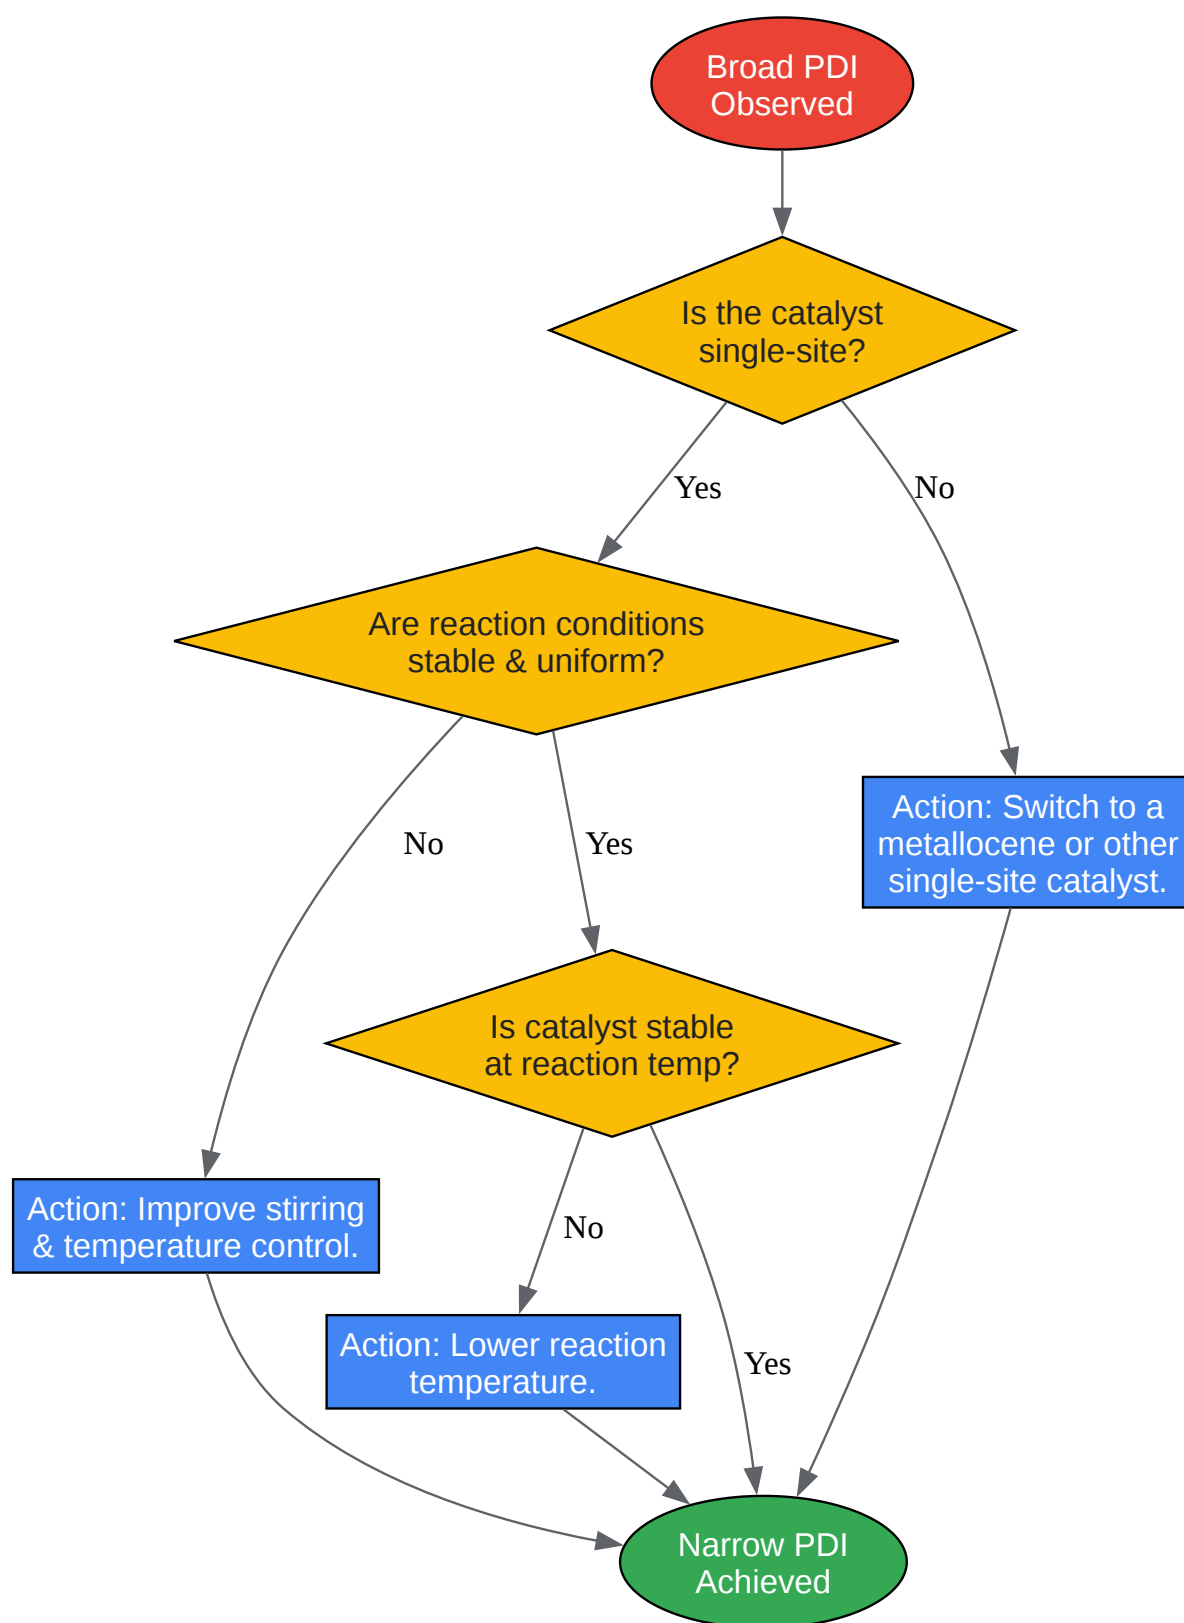 Broad PDI
Observed
Is the catalyst
single-site?
Yes
No
Are reaction conditions
stable & uniform?
No
Yes
Action: Switch to a
metallocene or other
single-site catalyst.
Is catalyst stable
at reaction temp?
Action: Improve stirring
& temperature control.
No
Action: Lower reaction
temperature.
Yes
Narrow PDI
Achieved